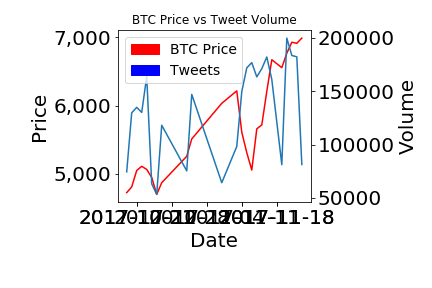 BTC Price vs Tweet Volume
7,000
6,000
5,000
Price
BTC Price
Tweets
200000
150000
100000
50000
Volume
2017-1
11-18
Date